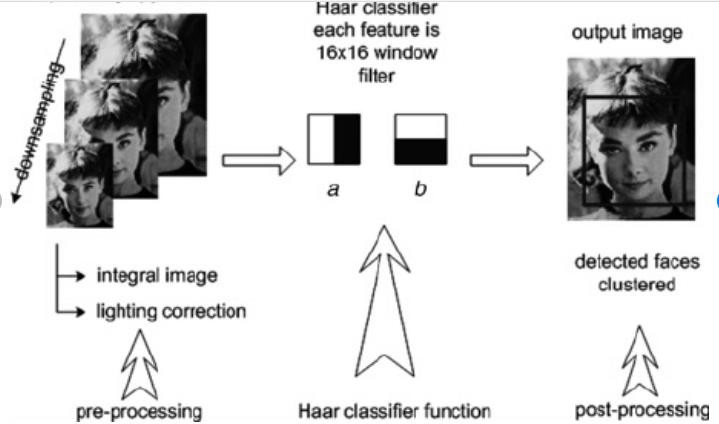 Haar classifier
each feature is
16x16 window
filter
output image
downsampling
a
b
integral image
lighting correction
detected faces
clustered
pre-processing
Haar classifier function
post-processing